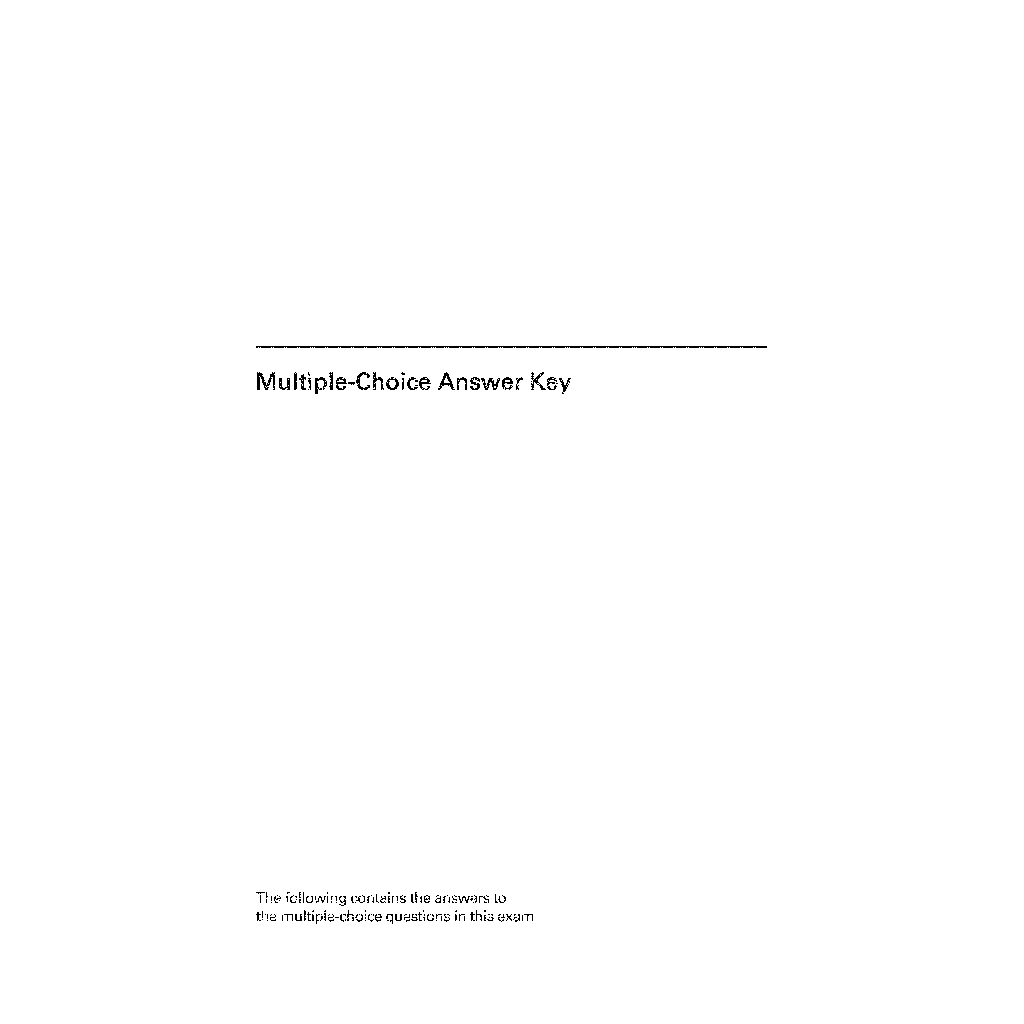 Multiple-Choice Answer Key
The following contains the answers to
the multiple-choice questions in this exam